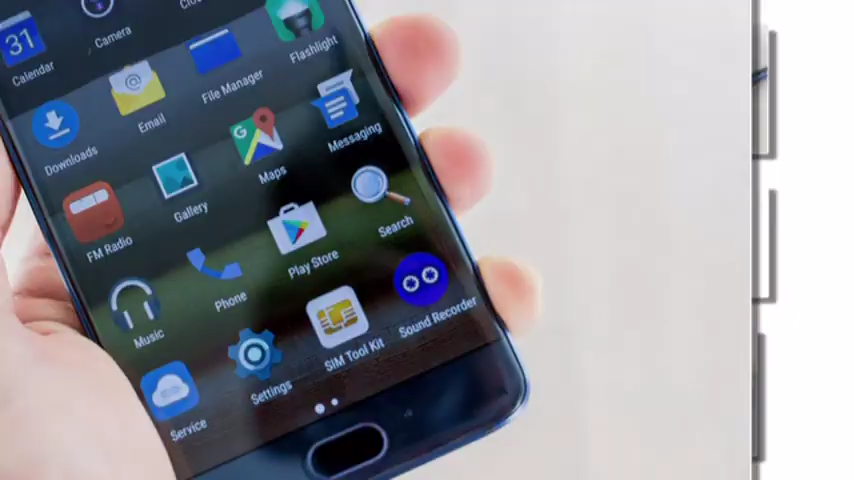 31
Calendar
Camera
Flashlight
File Manager
@
Email
Downloads
Messaging
G
Maps
Gallery
FM Radio
Search
Play Store
Phone
Music
Sound Recorder
SIM Tool Kit
Settings
Service